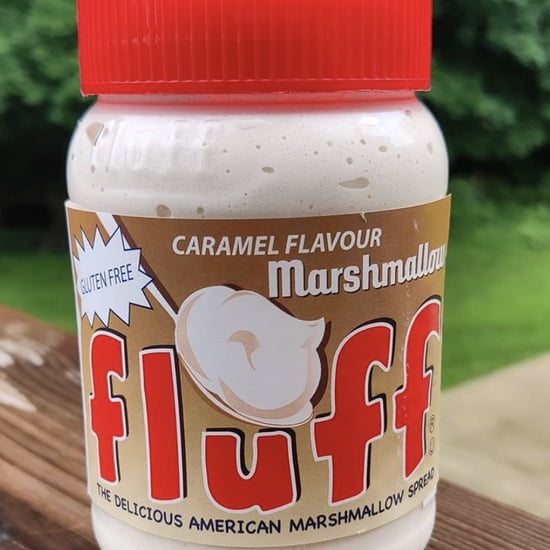 GLUTEN FREE
CARAMEL FLAVOUR
Marshmallow
fluff
THE DELICIOUS AMERICAN MARSHMALLOW SPREAD